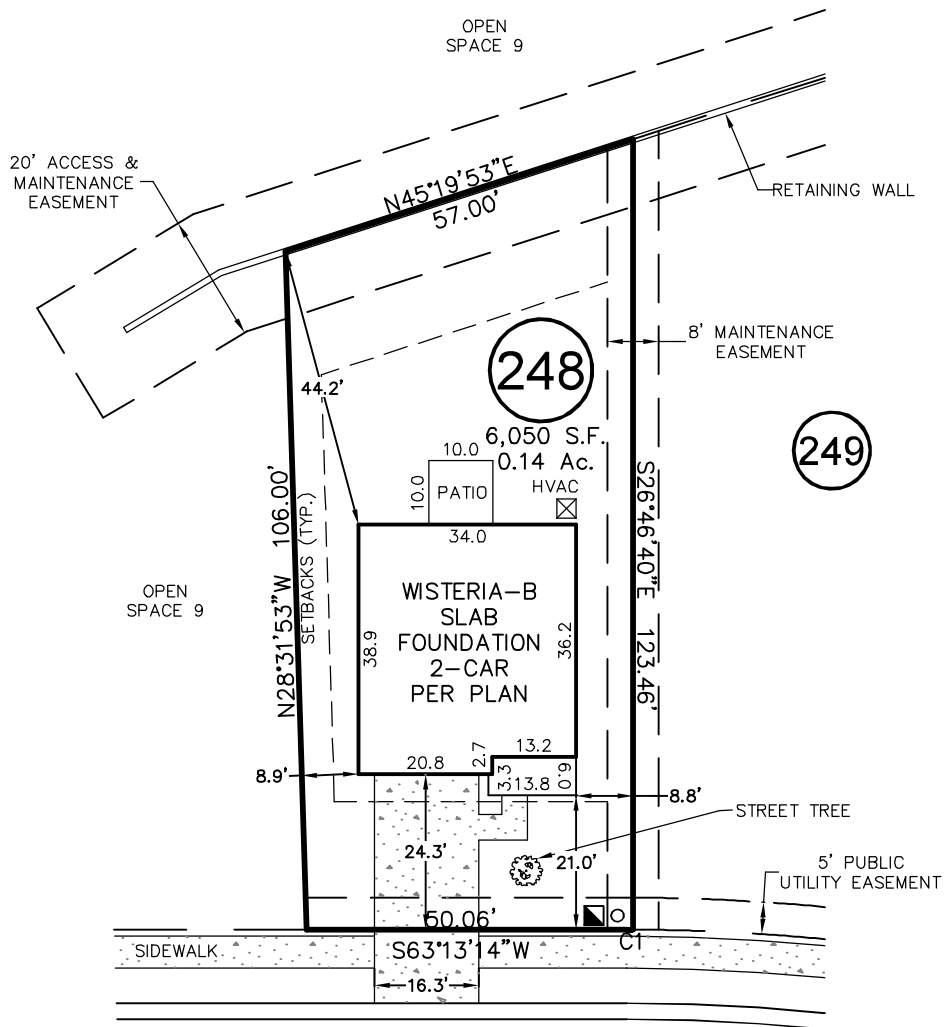 OPEN
SPACE 9
20' ACCESS &
MAINTENANCE
EASEMENT
N45°19'53"E
57.00'
RETAINING WALL
8' MAINTENANCE
EASEMENT
248
44.2'
6,050 S.F.
0.14 Ac.
249
10.0
10.0
PATIO
HVAC
34.0
N28°31'53"W 106.00'
SETBACKS (TYP.)
S26°46'40"E 123.46'
OPEN
SPACE 9
WISTERIA-B
SLAB
FOUNDATION
2-CAR
PER PLAN
38.9
36.2
20.8
2.7
13.2
3.3
13.8
6.0
8.9'
8.8'
STREET TREE
24.3'
21.0'
5' PUBLIC
UTILITY EASEMENT
50.06'
S63°13'14"W
C1
SIDEWALK
16.3'